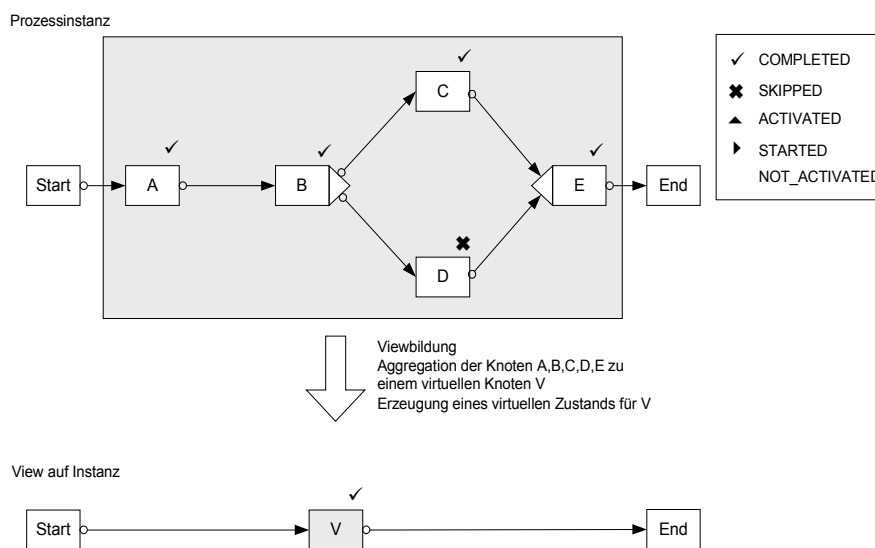 Prozessinstanz
COMPLETED
SKIPPED
ACTIVATED
STARTED
NOT_ACTIVATED
C
Start
A
B
E
End
D
Viewbildung
Aggregation der Knoten A,B,C,D,E zu
einem virtuellen Knoten V
Erzeugung eines virtuellen Zustands für V
View auf Instanz
Start
V
End